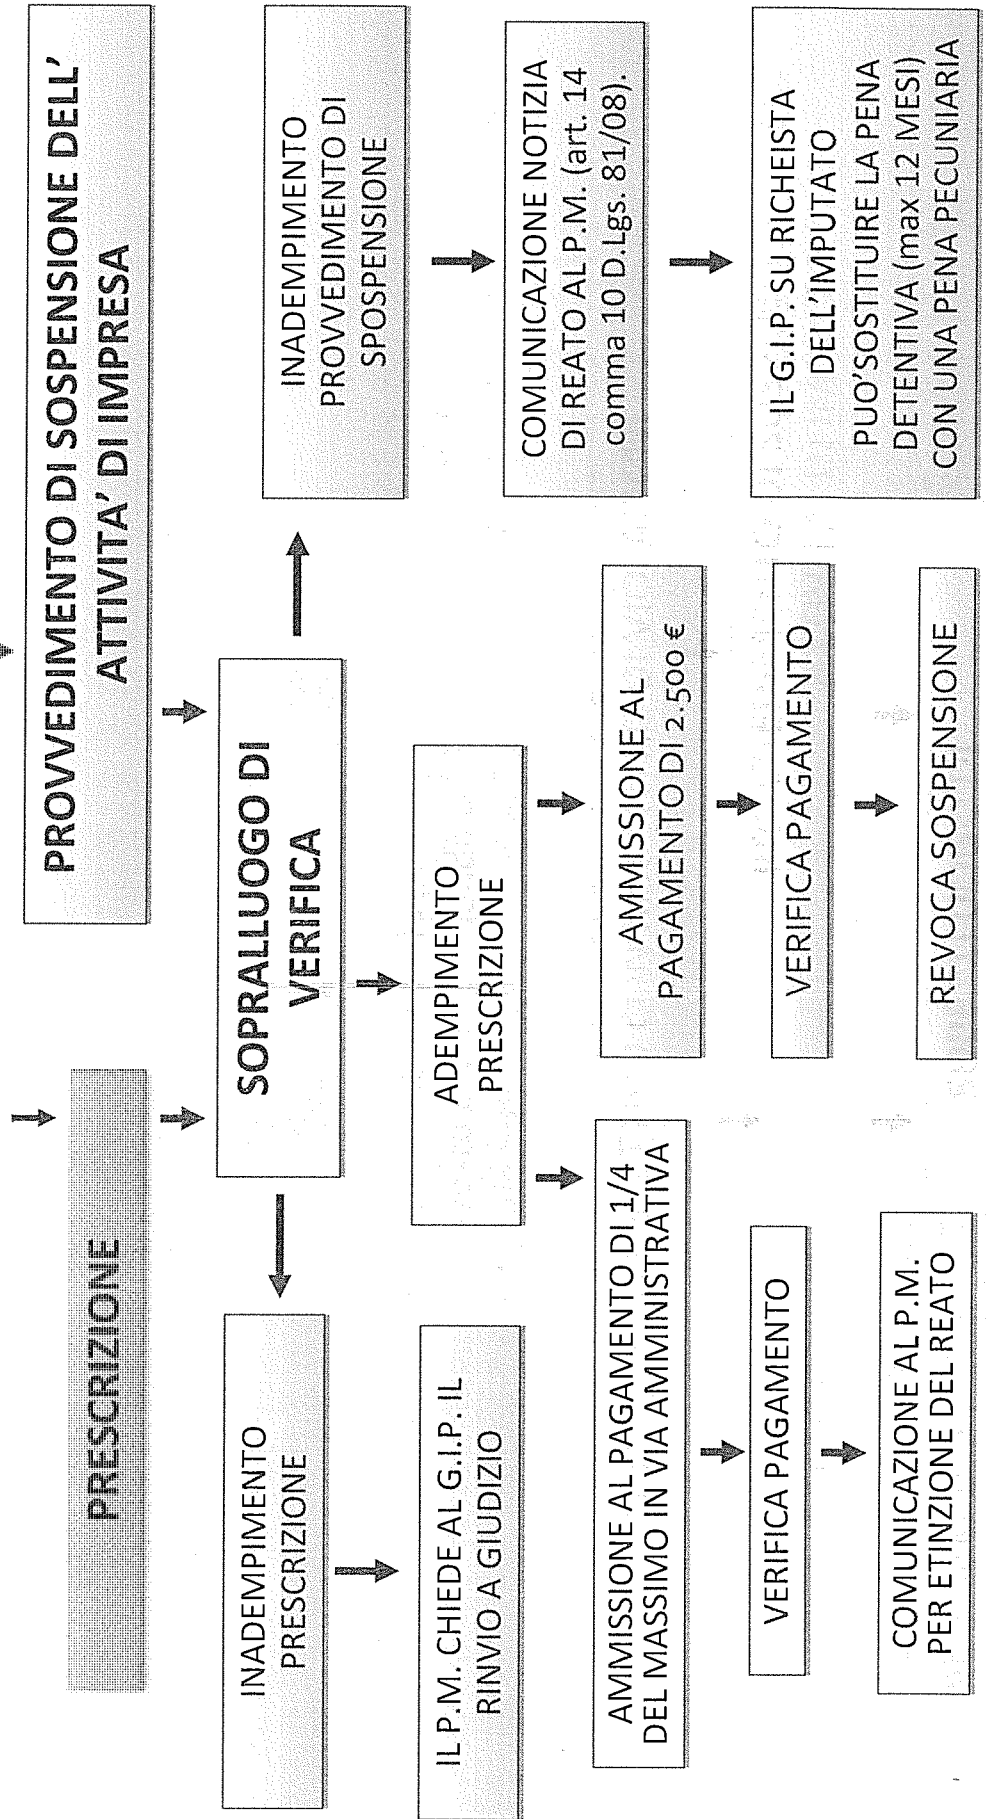 PRESCRIZIONE
PROVVEDIMENTO DI SOSPENSIONE DELL'
ATTIVITA' DI IMPRESA
SOPRALLUOGO DI
VERIFICA
INADEMPIMENTO
PRESCRIZIONE
IL P.M. CHIEDE AL G.I.P. IL
RINVIO A GIUDIZIO
ADEMPIMENTO
PRESCRIZIONE
AMMISSIONE AL PAGAMENTO DI 1/4
DEL MASSIMO IN VIA AMMINISTRATIVA
VERIFICA PAGAMENTO
COMUNICAZIONE AL P.M.
PER ETINZIONE DEL REATO
AMMISSIONE AL
PAGAMENTO DI 2.500 €
VERIFICA PAGAMENTO
REVOCA SOSPENSIONE
INADEMPIMENTO
PROVVEDIMENTO DI
SPOSPENSIONE
COMUNICAZIONE NOTIZIA
DI REATO AL P.M. (art. 14
comma 10 D.Lgs. 81/08).
IL G.I.P. SU RICHEISTA
DELL'IMPUTATO
PUO'SOSTITUIRE LA PENA
DETENTIVA (max 12 MESI)
CON UNA PENA PECUNIARIA